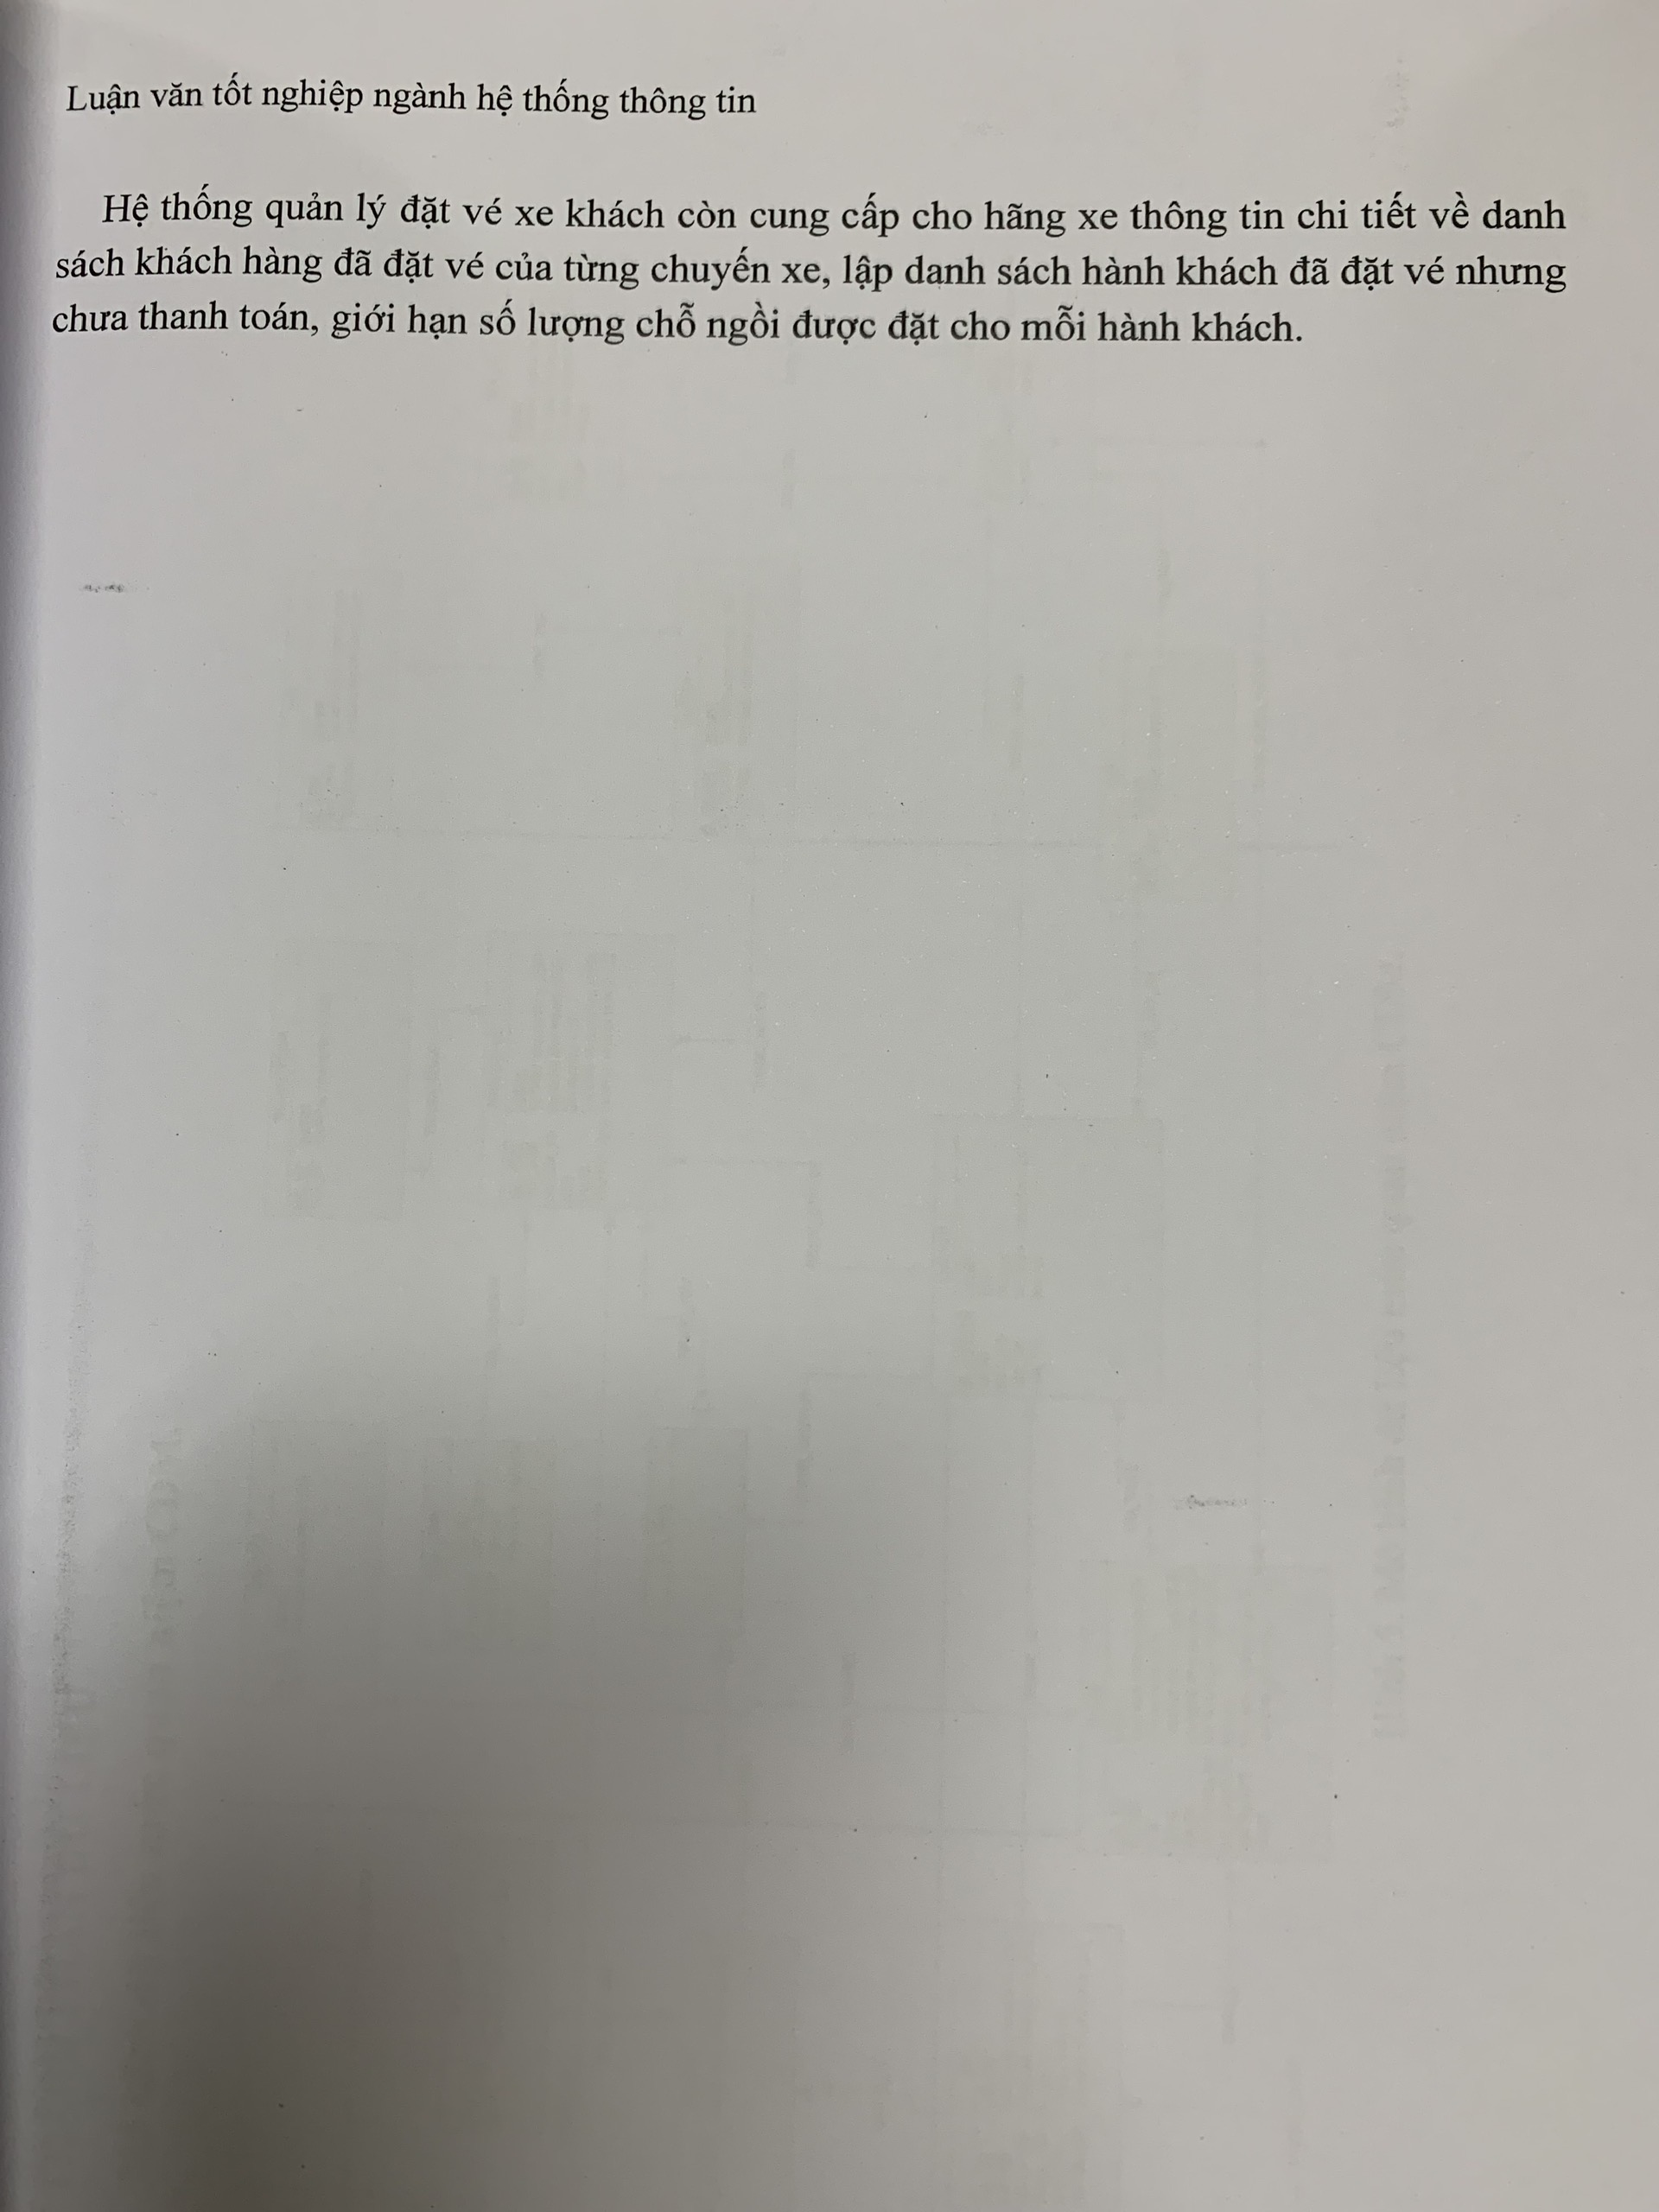 Luận văn tốt nghiệp ngành hệ thống thông tin
Hệ thống quản lý đặt vé xe khách còn cung cấp cho hãng xe thông tin chi tiết về danh
sách khách hàng đã đặt vé của từng chuyến xe, lập danh sách hành khách đã đặt vé nhưng
chưa thanh toán, giới hạn số lượng chỗ ngồi được đặt cho mỗi hành khách.